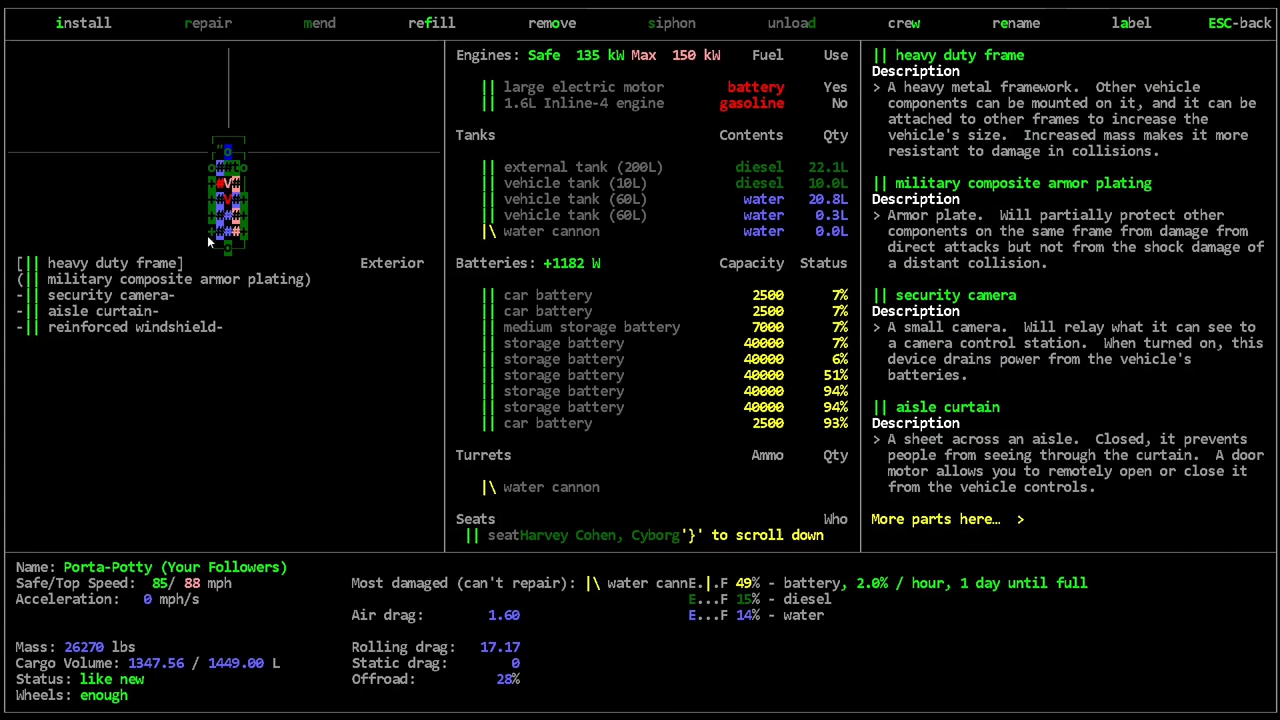 install repair mend refill remove siphon unload crew rename label ESC-back
Engines: Safe 135 kW Max 150 kW Fuel Use
|| large electric motor battery Yes
|| 1.6L Inline-4 engine gasoline No
Tanks Contents Qty
|| external tank (200L) diesel 22.1L
|| vehicle tank (10L) diesel 10.0L
|| vehicle tank (60L) water 20.8L
|| vehicle tank (60L) water 0.3L
|\ water cannon water 0.0L
[|| heavy duty frame] Exterior
(|| military composite armor plating)
-|| security camera-
-|| aisle curtain-
-|| reinforced windshield-
Batteries: +1182 W Capacity Status
|| car battery 2500 7%
|| car battery 2500 7%
|| medium storage battery 7000 7%
|| storage battery 40000 7%
|| storage battery 40000 6%
|| storage battery 40000 51%
|| storage battery 40000 94%
|| storage battery 40000 94%
|| car battery 2500 93%
Turrets Ammo Qty
|\ water cannon
Seats Who
|| seatHarvey Cohen, Cyborg'}' to scroll down
|| heavy duty frame
Description
> A heavy metal framework.  Other vehicle
components can be mounted on it, and it can be
attached to other frames to increase the
vehicle's size.  Increased mass makes it more
resistant to damage in collisions.
|| military composite armor plating
Description
> Armor plate.  Will partially protect other
components on the same frame from damage from
direct attacks but not from the shock damage of
a distant collision.
|| security camera
Description
> A small camera.  Will relay what it can see to
a camera control station.  When turned on, this
device drains power from the vehicle's
batteries.
|| aisle curtain
Description
> A sheet across an aisle.  Closed, it prevents
people from seeing through the curtain.  A door
motor allows you to remotely open or close it
from the vehicle controls.
More parts here…  >
Name: Porta-Potty (Your Followers)
Safe/Top Speed: 85/ 88 mph
Acceleration: 0 mph/s
Mass: 26270 lbs
Cargo Volume: 1347.56 / 1449.00 L
Status: like new
Wheels: enough
Most damaged (can't repair): |\ water cannE.|.F 49% - battery, 2.0% / hour, 1 day until full
E...F 15% - diesel
Air drag: 1.60 E...F 14% - water
Rolling drag: 17.17
Static drag: 0
Offroad: 28%